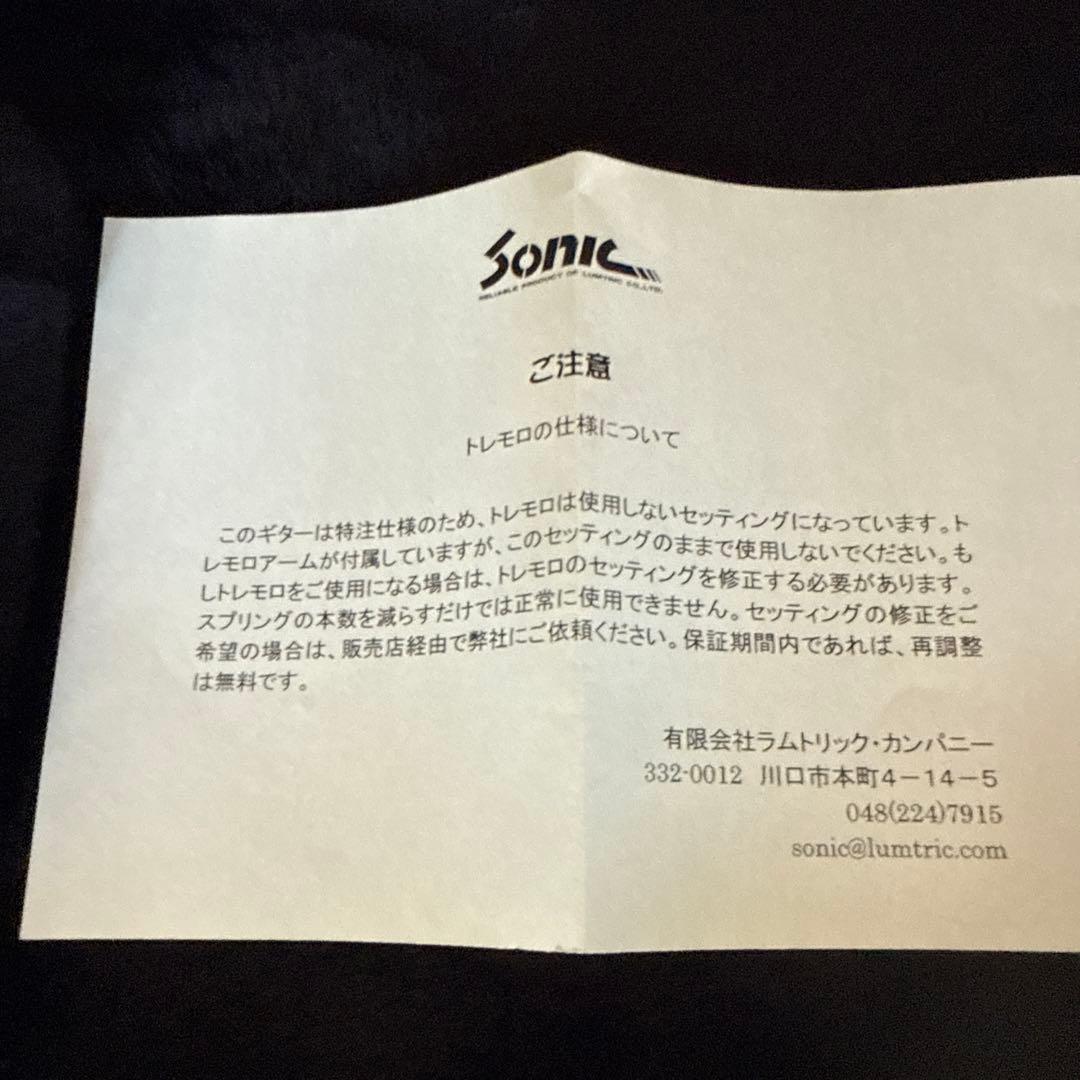 Sonic
RELIABLE PRODUCT OF LUMTRIC CO.,LTD.
ご注意
トレモロの仕様について
このギターは特注仕様のため、トレモロは使用しないセッティングになっています。ト
レモロアームが付属していますが、このセッティングのままで使用しないでください。も
しトレモロをご使用になる場合は、トレモロのセッティングを修正する必要があります。
スプリングの本数を減らすだけでは正常に使用できません。セッティングの修正をご
希望の場合は、販売店経由で弊社にご依頼ください。保証期間内であれば、再調整
は無料です。
有限会社ラムトリック・カンパニー
332-0012 川口市本町4－14－5
048(224)7915
sonic@lumtric.com